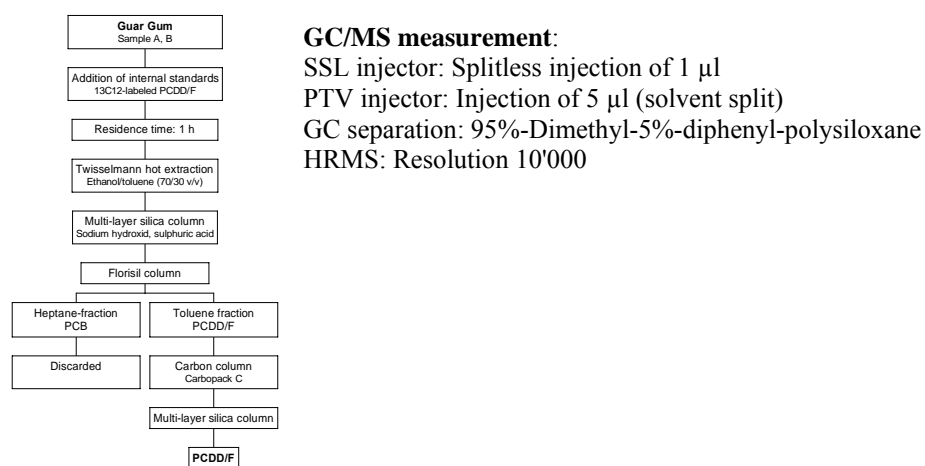 Guar Gum
Sample A, B
Addition of internal standards
13C12-labeled PCDD/F
Residence time: 1 h
Twisselmann hot extraction
Ethanol/toluene (70/30 v/v)
Multi-layer silica column
Sodium hydroxid, sulphuric acid
Florisil column
Heptane-fraction
PCB
Discarded
Toluene fraction
PCDD/F
Carbon column
Carbopack C
Multi-layer silica column
PCDD/F
GC/MS measurement:
SSL injector: Splitless injection of 1 µl
PTV injector: Injection of 5 µl (solvent split)
GC separation: 95%-Dimethyl-5%-diphenyl-polysiloxane
HRMS: Resolution 10'000